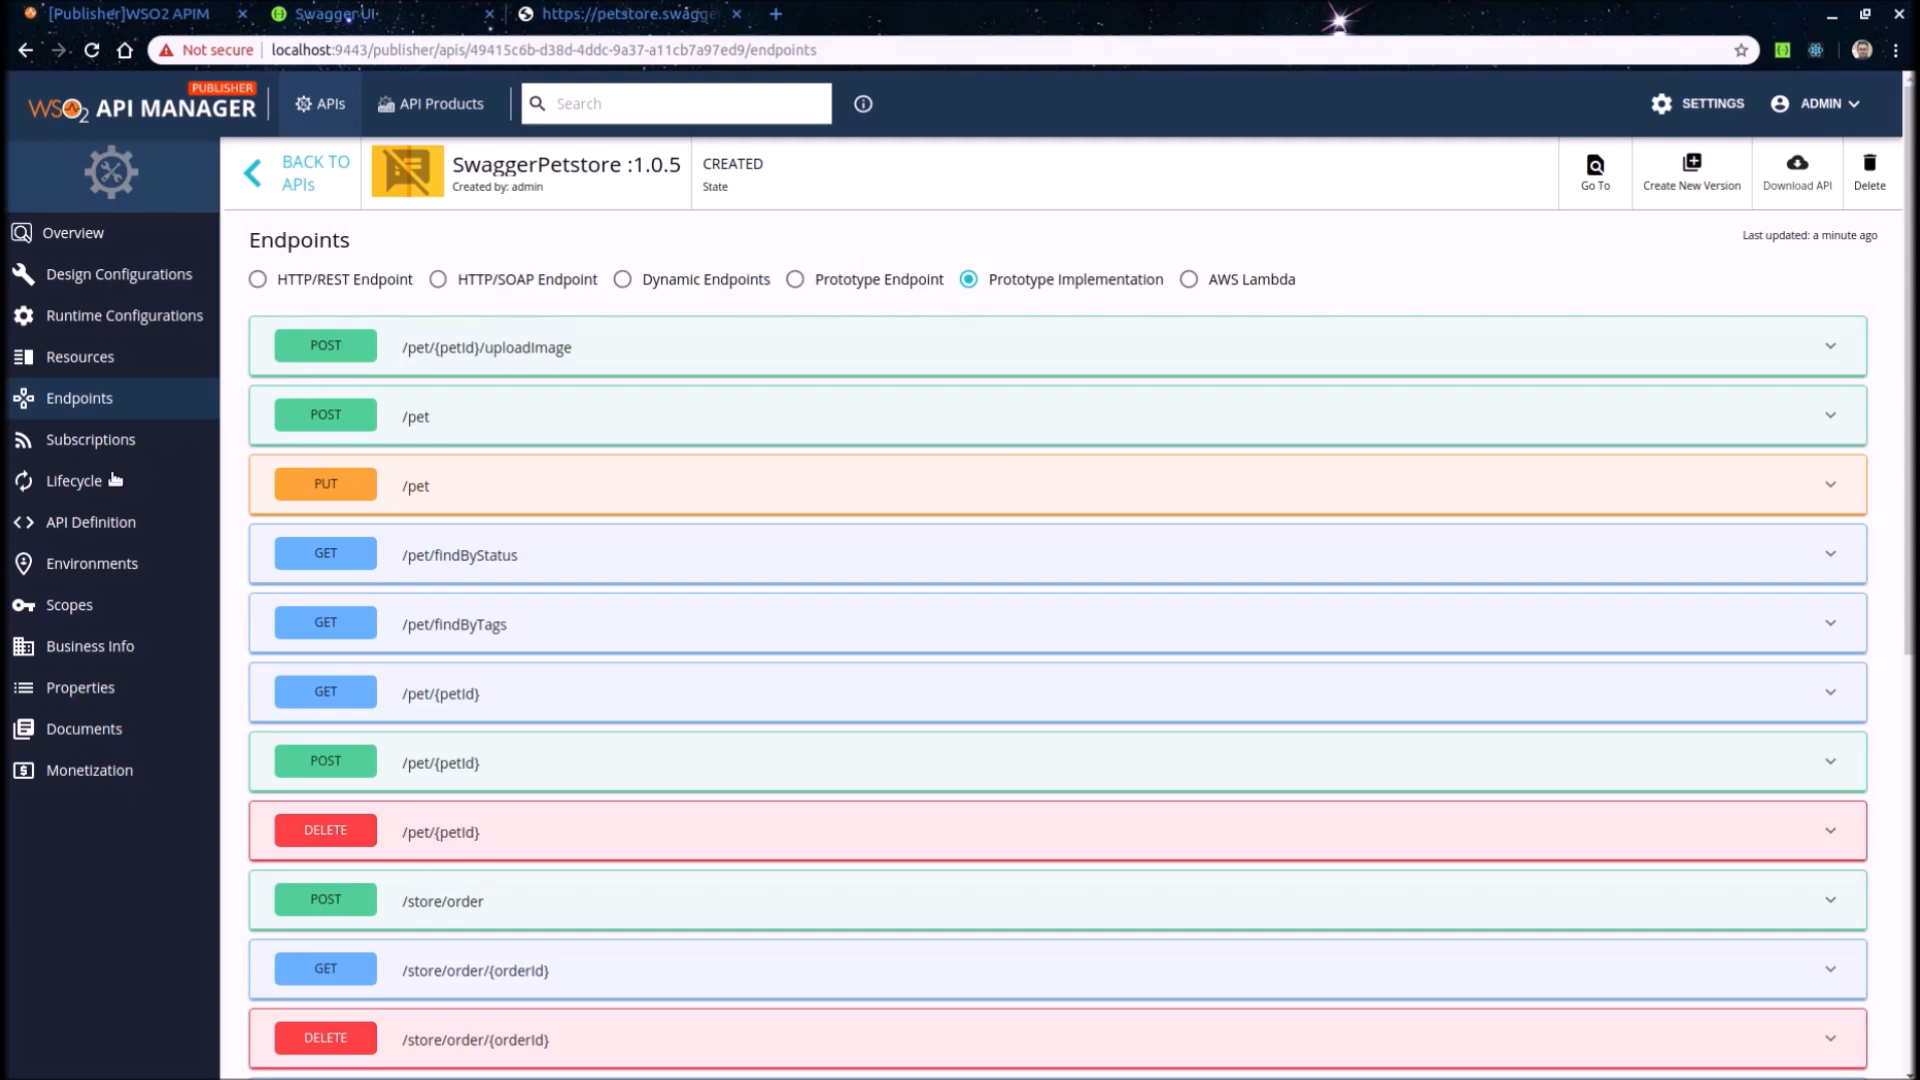 [Publisher]WSO2 APIM
Swagger UI
https://petstore.swagge
Not secure
localhost:9443/publisher/apis/49415c6b-d38d-4ddc-9a37-a11cb7a97ed9/endpoints
PUBLISHER
WSO2 API MANAGER
APIs
API Products
Search
SETTINGS
ADMIN
BACK TO
APIs
SwaggerPetstore :1.0.5
Created by: admin
CREATED
State
Go To
Create New Version
Download API
Delete
Overview
Design Configurations
Runtime Configurations
Resources
Endpoints
Subscriptions
Lifecycle
API Definition
Environments
Scopes
Business Info
Properties
Documents
Monetization
Endpoints
Last updated: a minute ago
HTTP/REST Endpoint
HTTP/SOAP Endpoint
Dynamic Endpoints
Prototype Endpoint
Prototype Implementation
AWS Lambda
POST /pet/{petId}/uploadImage
POST /pet
PUT /pet
GET /pet/findByStatus
GET /pet/findByTags
GET /pet/{petId}
POST /pet/{petId}
DELETE /pet/{petId}
POST /store/order
GET /store/order/{orderId}
DELETE /store/order/{orderId}